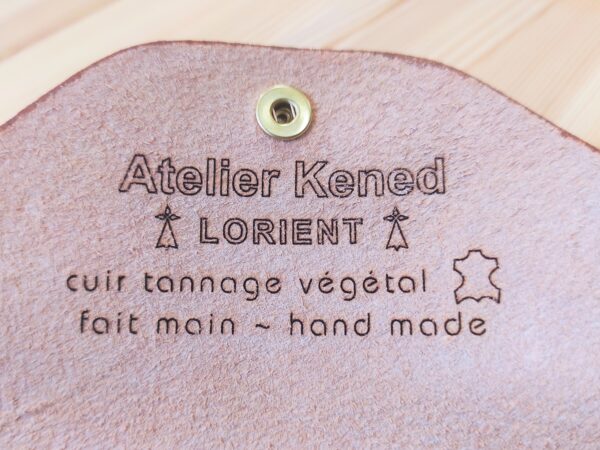 Atelier Kened
LORIENT
cuir tannage végétal
fait main ~ hand made